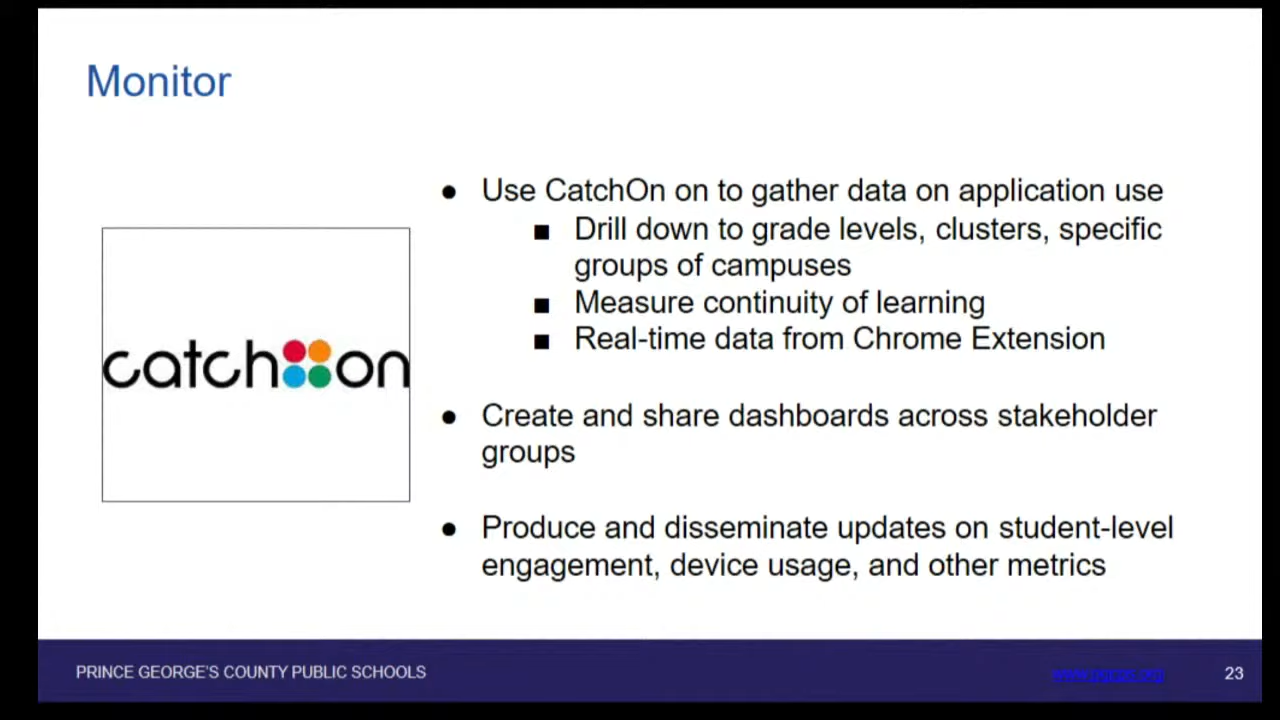 Monitor
● Use CatchOn on to gather data on application use
■ Drill down to grade levels, clusters, specific
groups of campuses
■ Measure continuity of learning
■ Real-time data from Chrome Extension
catch on
● Create and share dashboards across stakeholder
groups
● Produce and disseminate updates on student-level
engagement, device usage, and other metrics
PRINCE GEORGE'S COUNTY PUBLIC SCHOOLS
23